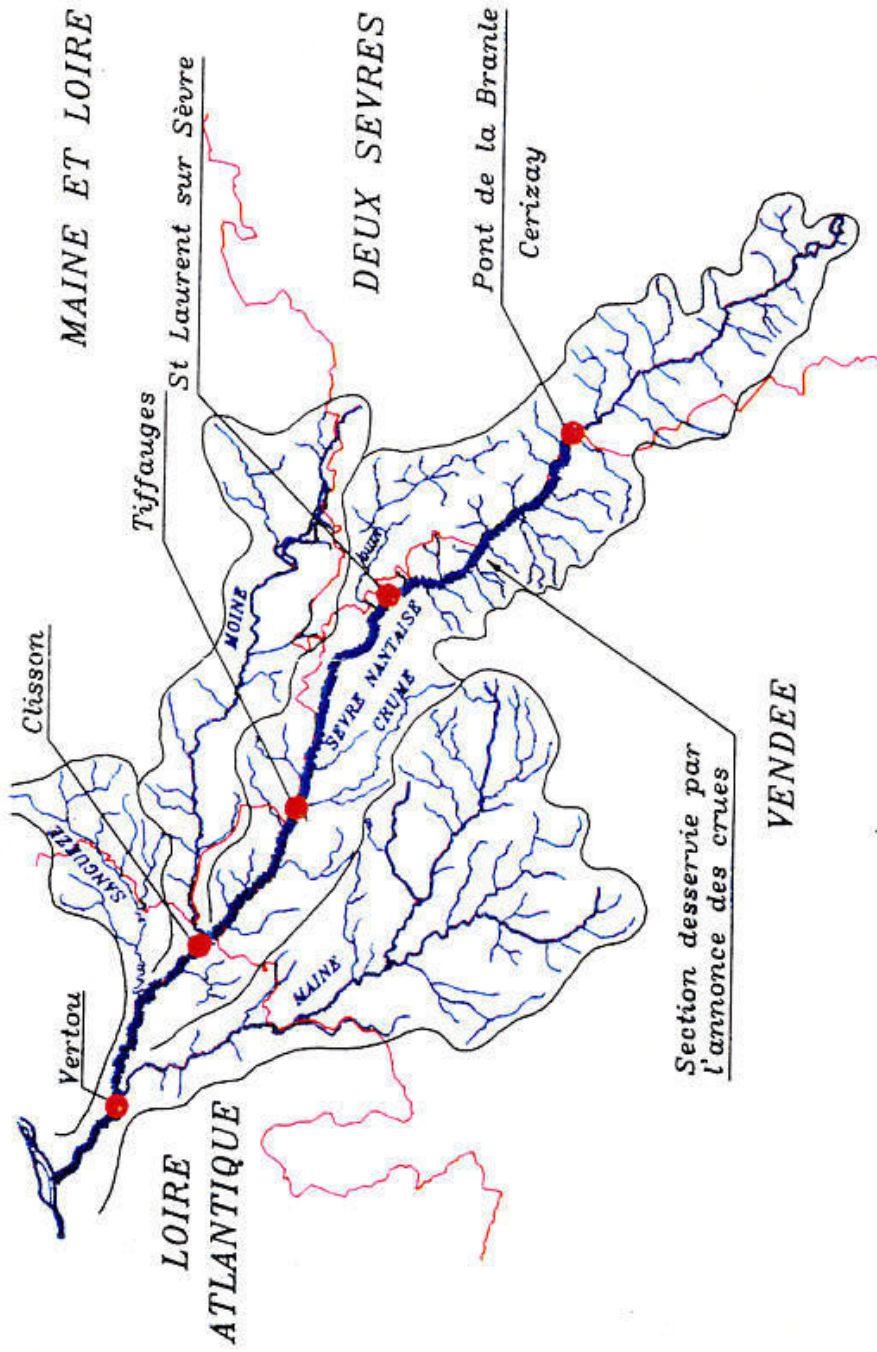 MAINE ET LOIRE
Clisson
Tiffauges
St Laurent sur Sèvre
Vertou
SANGUEZE
MOINE
DEUX SEVRES
LOIRE
ATLANTIQUE
MAINE
SEVRE NANTAISE
CRUME
Pont de la Branle
Cerizay
Section desservie par
l'annonce des crues
VENDEE